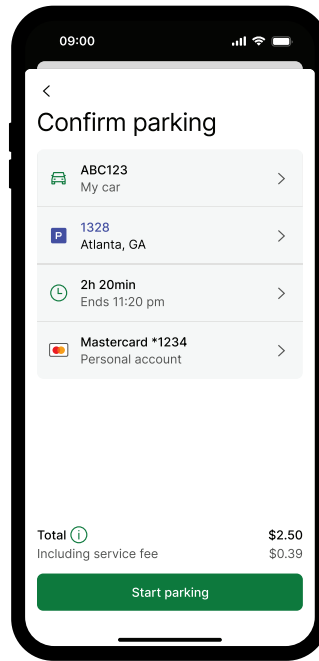 09:00
Confirm parking
ABC123
My car
P
1328
Atlanta, GA
2h 20min
Ends 11:20 pm
Mastercard *1234
Personal account
Total i
$2.50
Including service fee
$0.39
Start parking